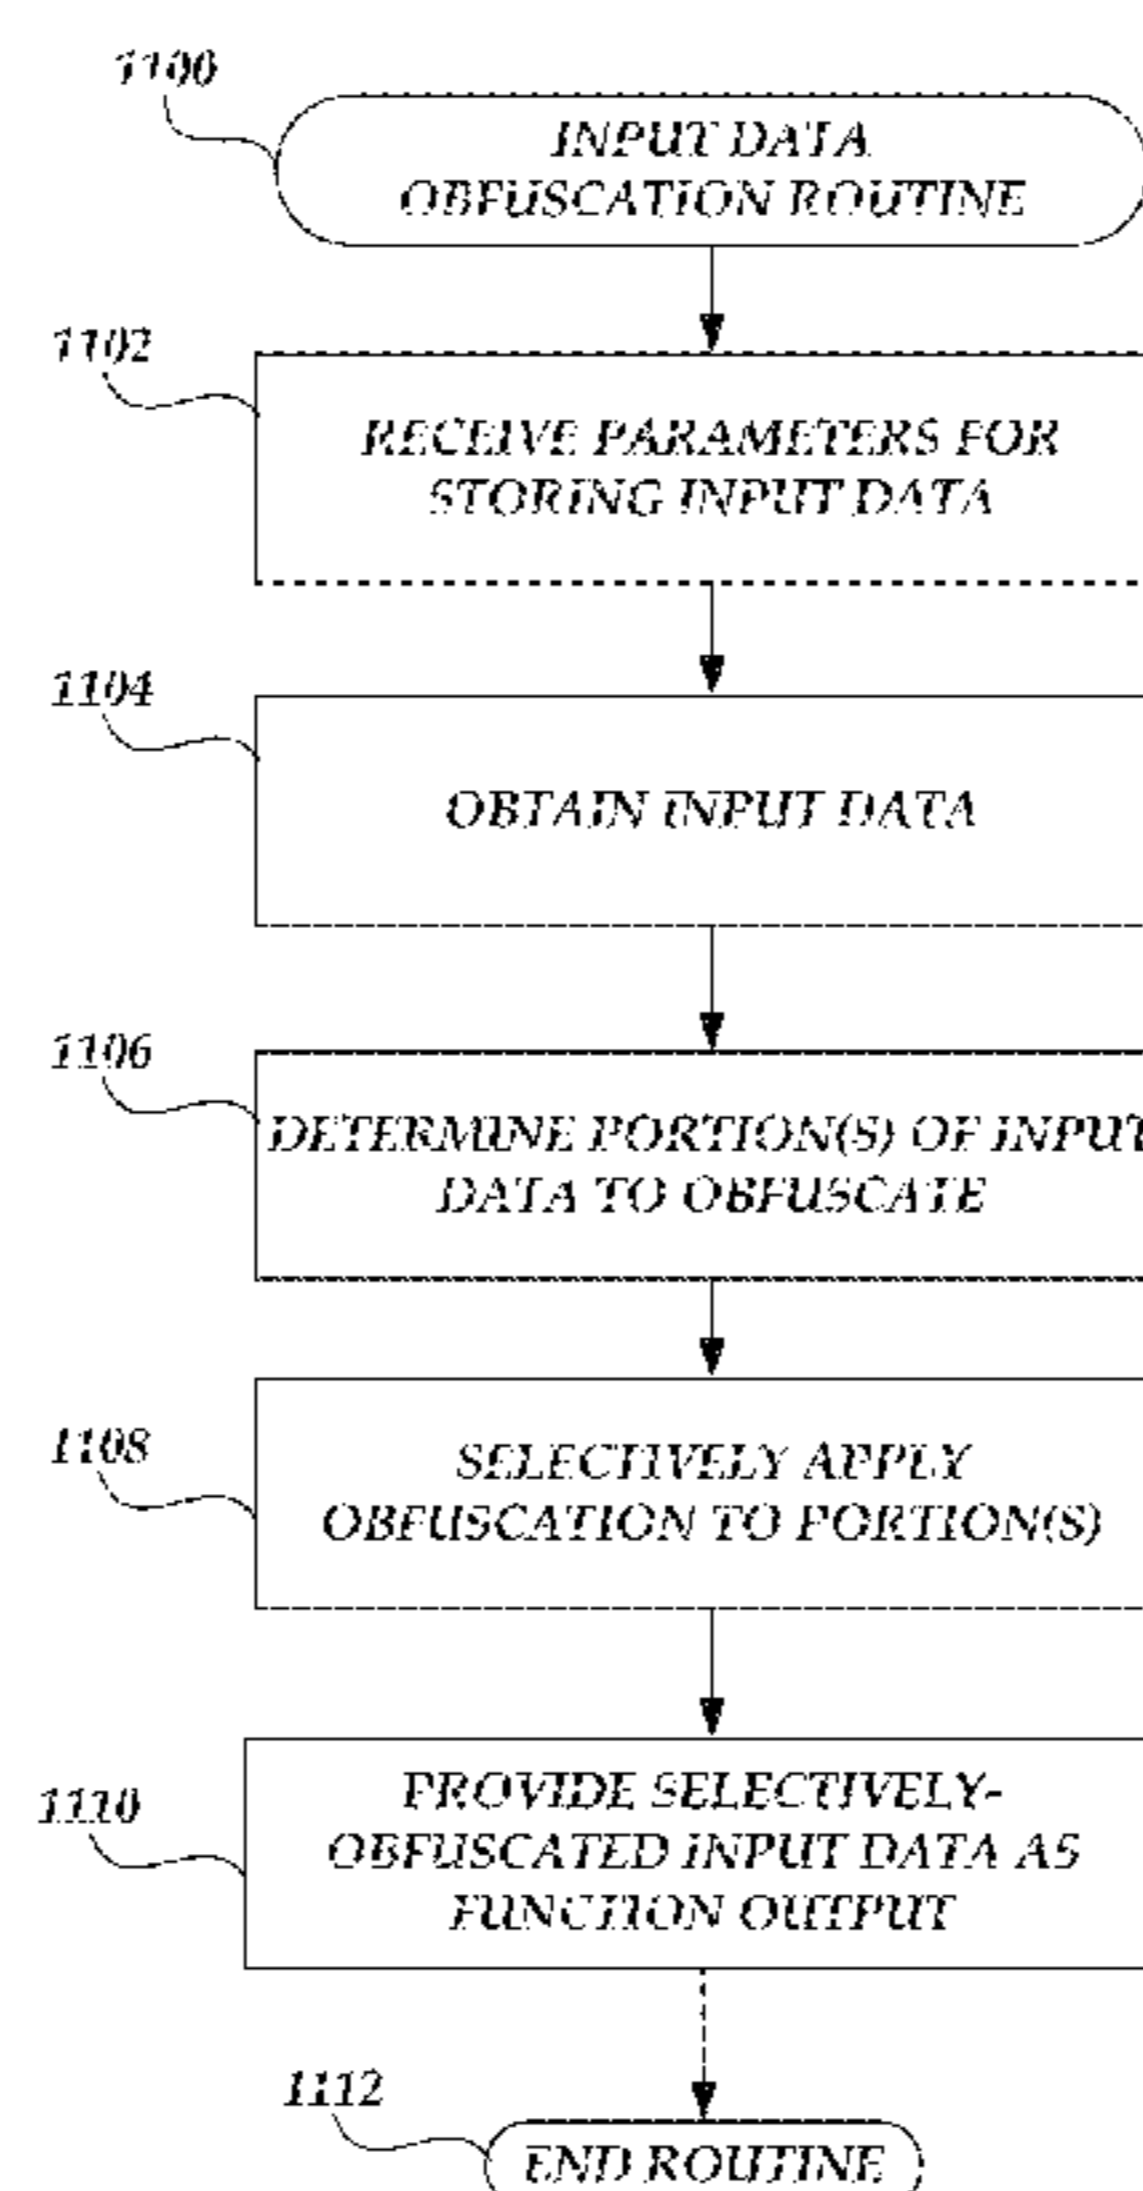 1100
INPUT DATA
OBFUSCATION ROUTINE
1102
RECEIVE PARAMETERS FOR
STORING INPUT DATA
1104
OBTAIN INPUT DATA
1106
DETERMINE PORTION(S) OF INPUT
DATA TO OBFUSCATE
1108
SELECTIVELY APPLY
OBFUSCATION TO PORTION(S)
1110
PROVIDE SELECTIVELY-
OBFUSCATED INPUT DATA AS
FUNCTION OUTPUT
1112
END ROUTINE